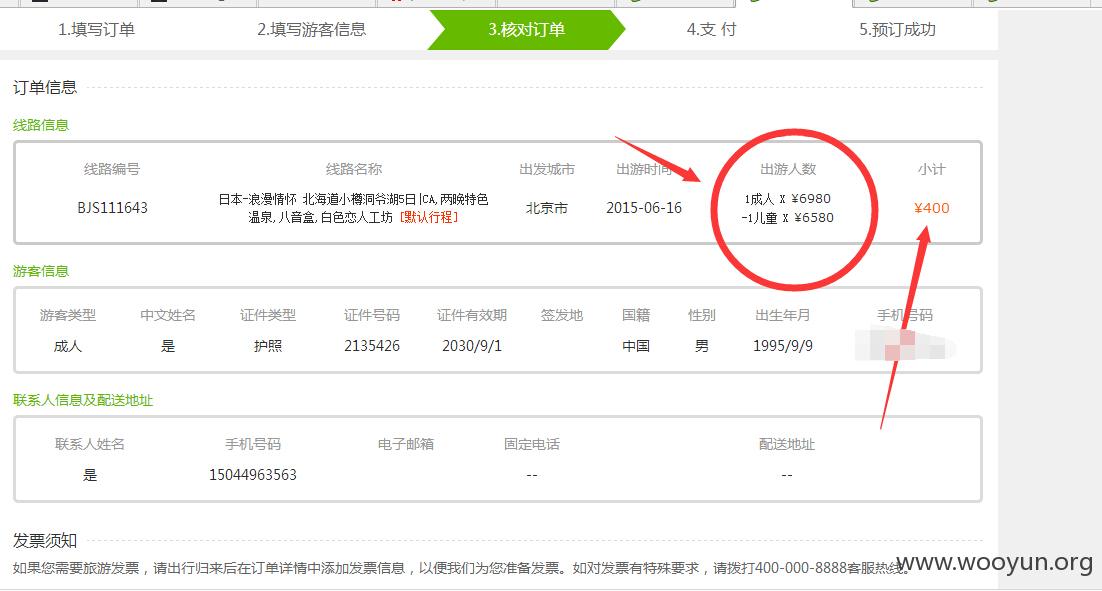 1.填写订单 2.填写游客信息 3.核对订单 4.支 付 5.预订成功
订单信息
线路信息
线路编号 线路名称 出发城市 出游时间 出游人数 小计
BJS111643 日本-浪漫情怀 北海道小樽洞爷湖5日|CA,两晚特色 北京市 2015-06-16 1成人 X ¥6980 ¥400
温泉,八音盒,白色恋人工坊 [默认行程] -1儿童 X ¥6580
游客信息
游客类型 中文姓名 证件类型 证件号码 证件有效期 签发地 国籍 性别 出生年月 手机号码
成人 是 护照 2135426 2030/9/1 中国 男 1995/9/9
联系人信息及配送地址
联系人姓名 手机号码 电子邮箱 固定电话 配送地址
是 15044963563 -- --
发票须知
如果您需要旅游发票，请出行归来后在订单详情中添加发票信息，以便我们为您准备发票。如对发票有特殊要求，请拨打400-000-8888客服热线。
www.wooyun.org